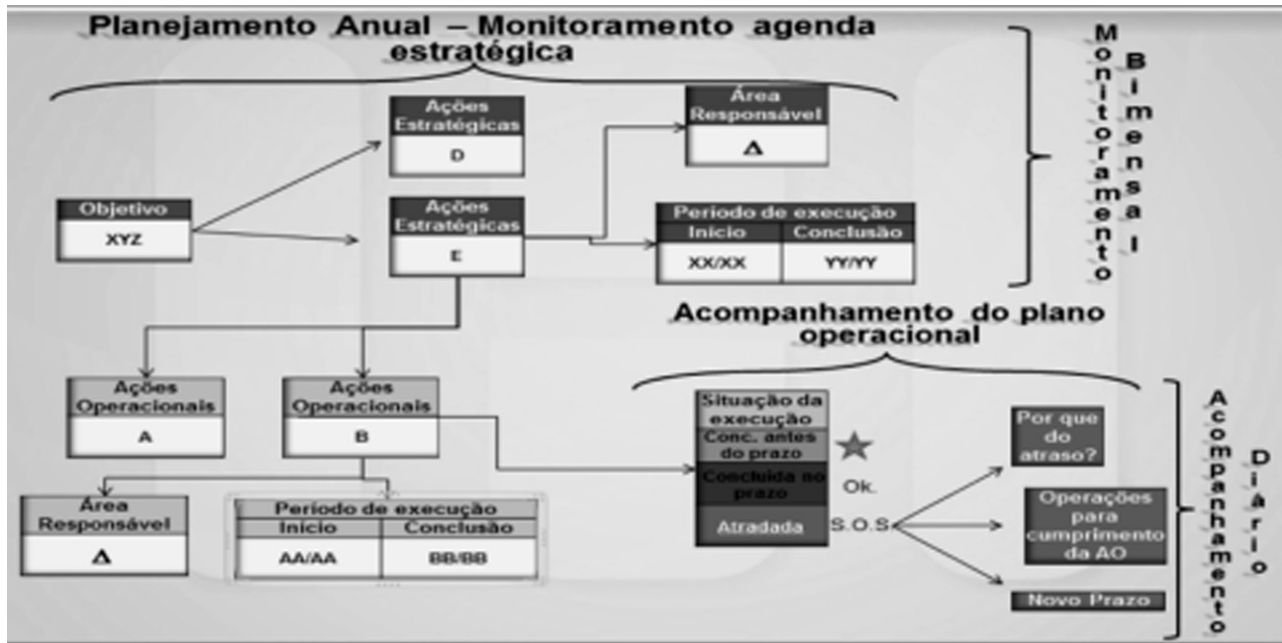 Planejamento Anual – Monitoramento agenda
estratégica
Monitoramento
Bimensal
Ações
Estratégicas
D
Área
Responsável
Δ
Objetivo
XYZ
Ações
Estratégicas
E
Período de execução
Início Conclusão
XX/XX YY/YY
Acompanhamento do plano
operacional
Ações
Operacionais
A
Ações
Operacionais
B
Área
Responsável
Δ
Período de execução
Início Conclusão
AA/AA BB/BB
Situação da
execução
Conc. antes
do prazo
Concluída no
prazo
Ok.
Atradada
S.O.S
Por que
do
atraso?
Operações
para
cumprimento
da AO
Novo Prazo
Acompanhamento
Diário